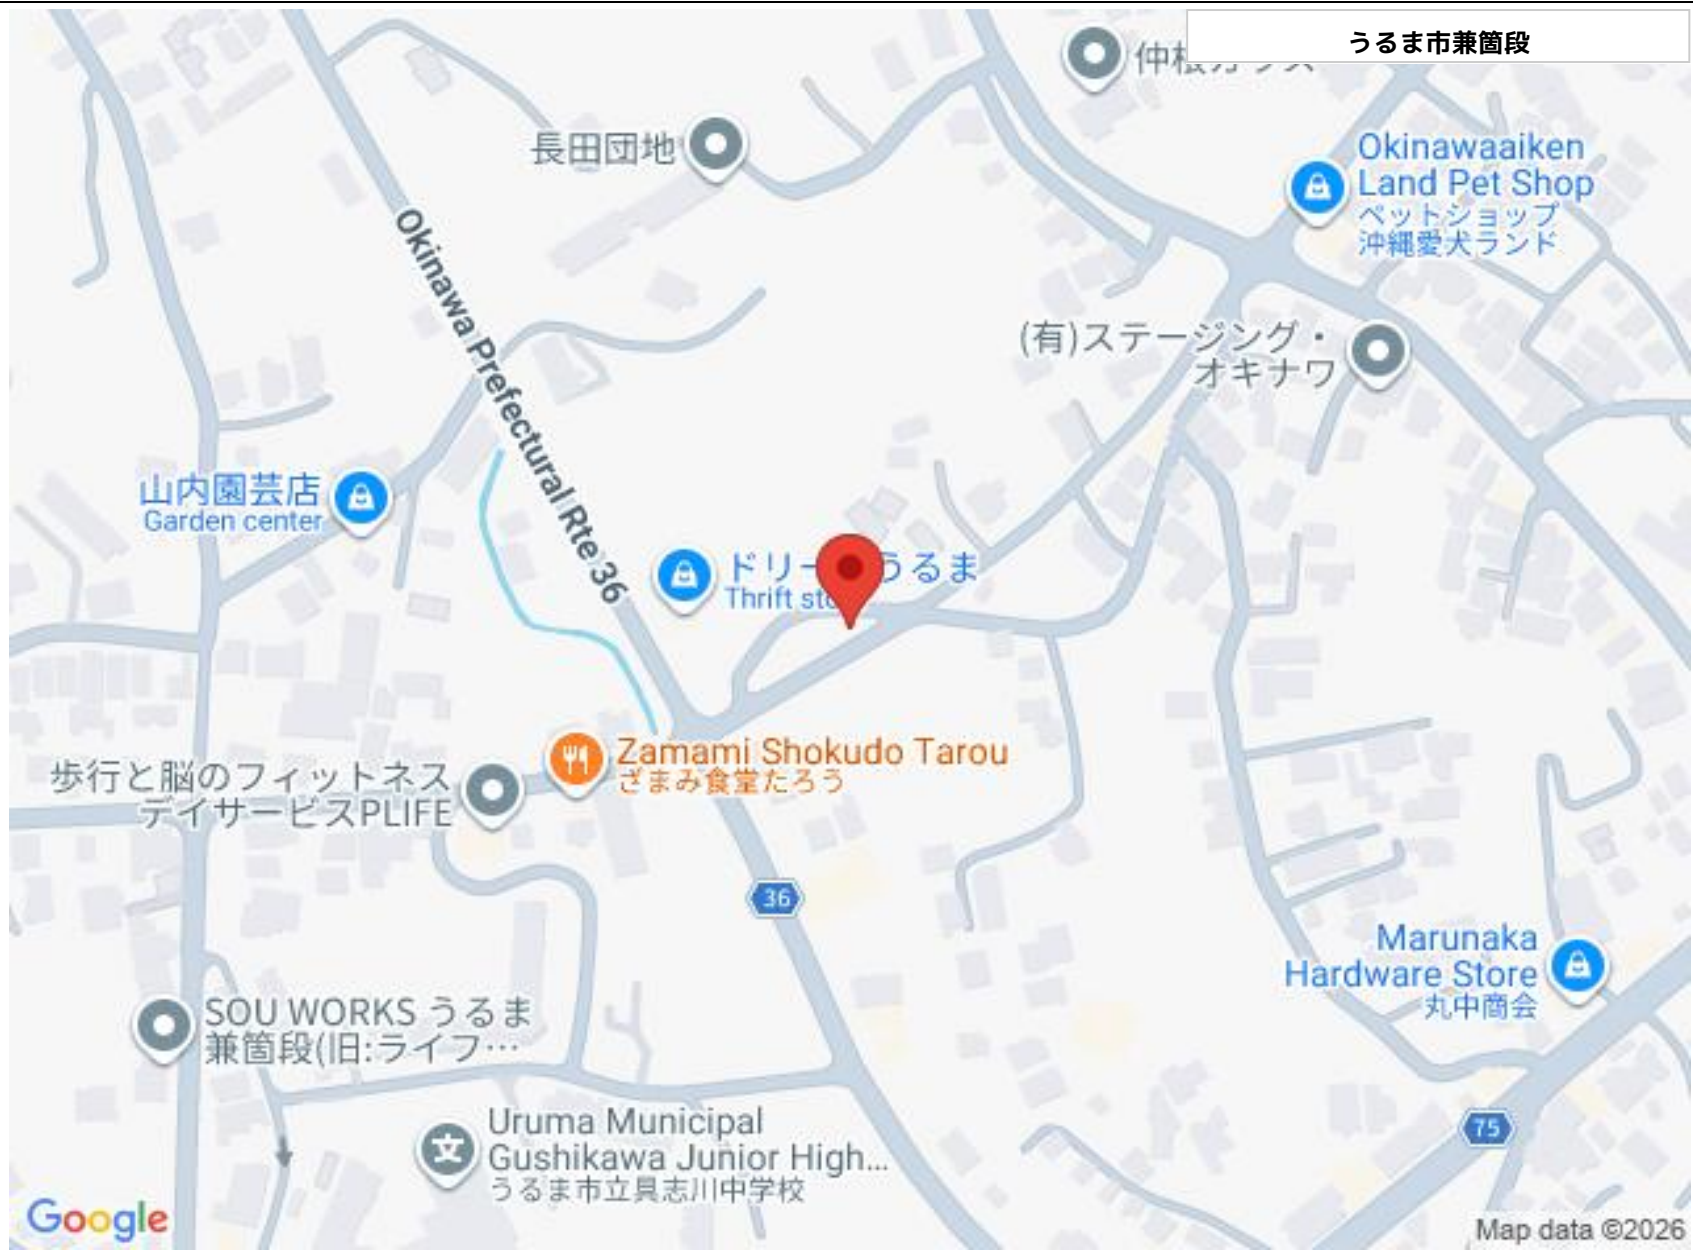 うるま市兼箇段
長田団地
Okinawaaiken
Land Pet Shop
ペットショップ
沖縄愛犬ランド
Okinawa Prefectural Rte 36
(有)ステージング・
オキナワ
山内園芸店
Garden center
ドリー うるま
Thrift
Zamami Shokudo Tarou
ざまみ食堂たろう
歩行と脳のフィットネス
デイサービスPLIFE
36
Marunaka
Hardware Store
丸中商会
SOU WORKS うるま
兼箇段(旧:ライフ…
75
Uruma Municipal
Gushikawa Junior High...
うるま市立具志川中学校
Google
Map data ©2026